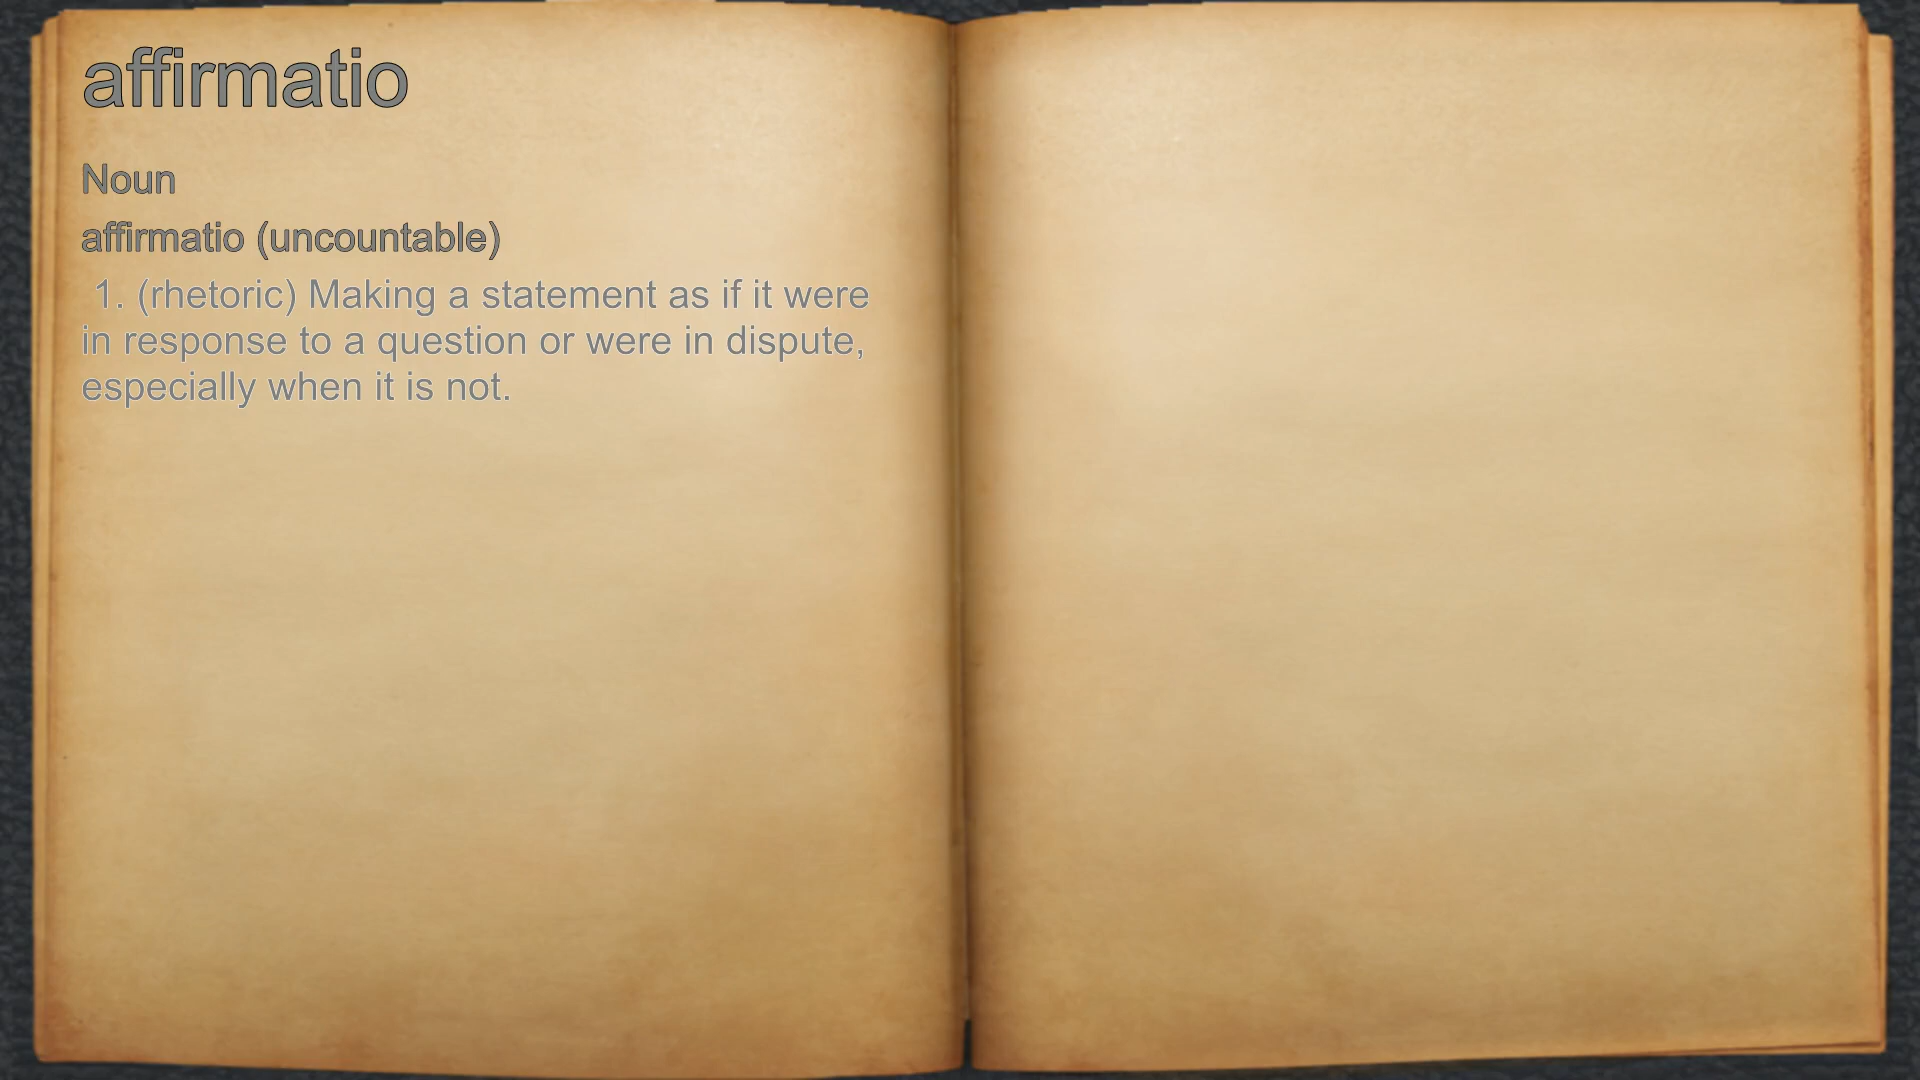 affirmatio
Noun
affirmatio (uncountable)
1. (rhetoric) Making a statement as if it were
in response to a question or were in dispute,
especially when it is not.